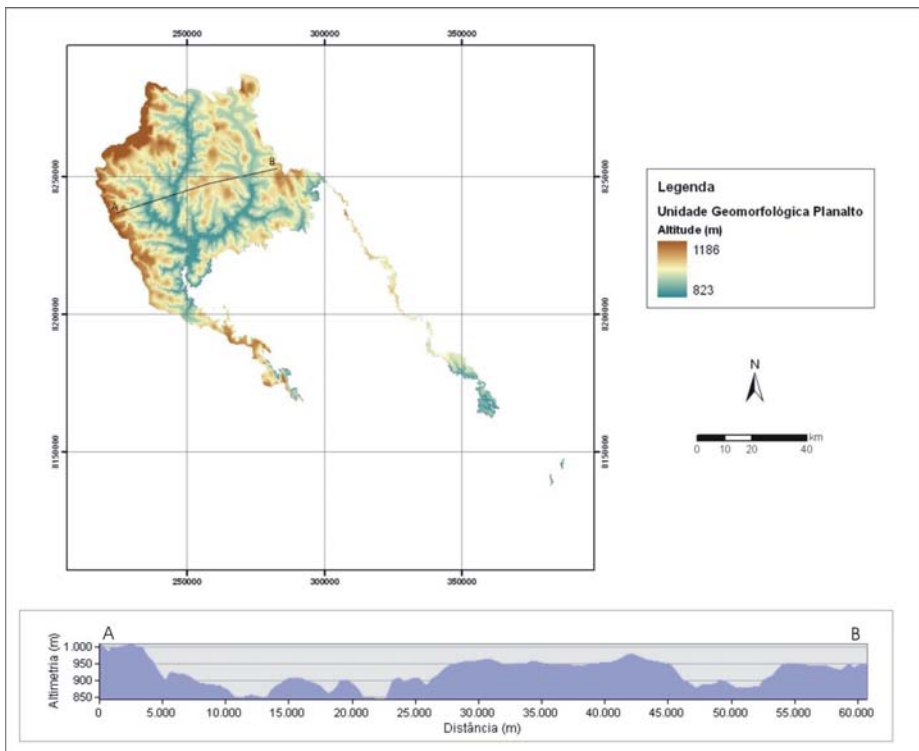 250000 300000 350000
8250000 8250000
8200000 8200000
8150000 8150000
250000 300000 350000
A
B
Legenda
Unidade Geomorfológica Planalto
Altitude (m)
1186
823
N
km
0 10 20 40
A B
Altimetria (m)
1.000
950
900
850
0 5.000 10.000 15.000 20.000 25.000 30.000 35.000 40.000 45.000 50.000 55.000 60.000
Distância (m)